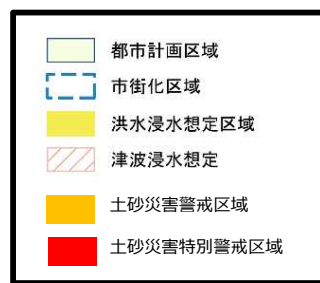 都市計画区域
市街化区域
洪水浸水想定区域
津波浸水想定
土砂災害警戒区域
土砂災害特別警戒区域